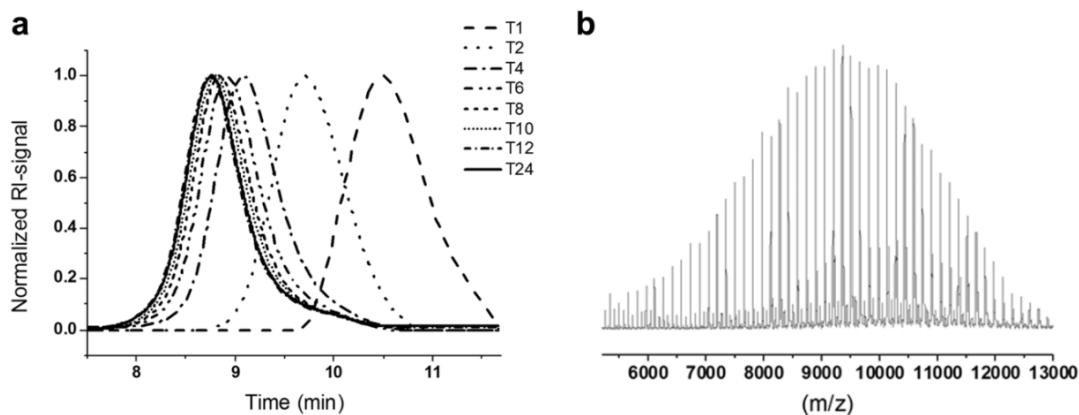 a
T1
T2
T4
T6
T8
T10
T12
T24
1.0
0.8
0.6
0.4
0.2
0.0
Normalized RI-signal
8 9 10 11
Time (min)
b
6000 7000 8000 9000 10000 11000 12000 13000
(m/z)